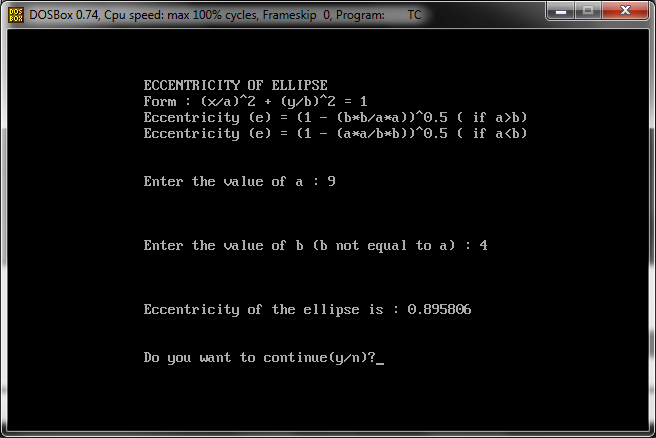 DOS BOX DOSBox 0.74, Cpu speed: max 100% cycles, Frameskip 0, Program: TC
ECCENTRICITY OF ELLIPSE
Form : (x/a)^2 + (y/b)^2 = 1
Eccentricity (e) = (1 - (b*b/a*a))^0.5 ( if a>b)
Eccentricity (e) = (1 - (a*a/b*b))^0.5 ( if a<b)
Enter the value of a : 9
Enter the value of b (b not equal to a) : 4
Eccentricity of the ellipse is : 0.895806
Do you want to continue(y/n)?_